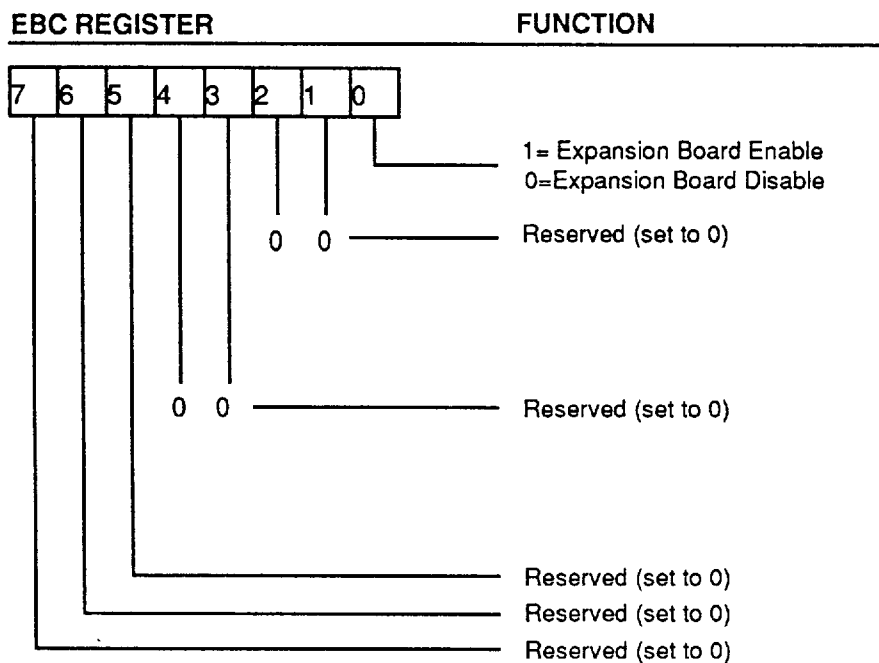 EBC REGISTER FUNCTION
7 6 5 4 3 2 1 0
1= Expansion Board Enable
0=Expansion Board Disable
0 0 Reserved (set to 0)
0 0 Reserved (set to 0)
Reserved (set to 0)
Reserved (set to 0)
Reserved (set to 0)